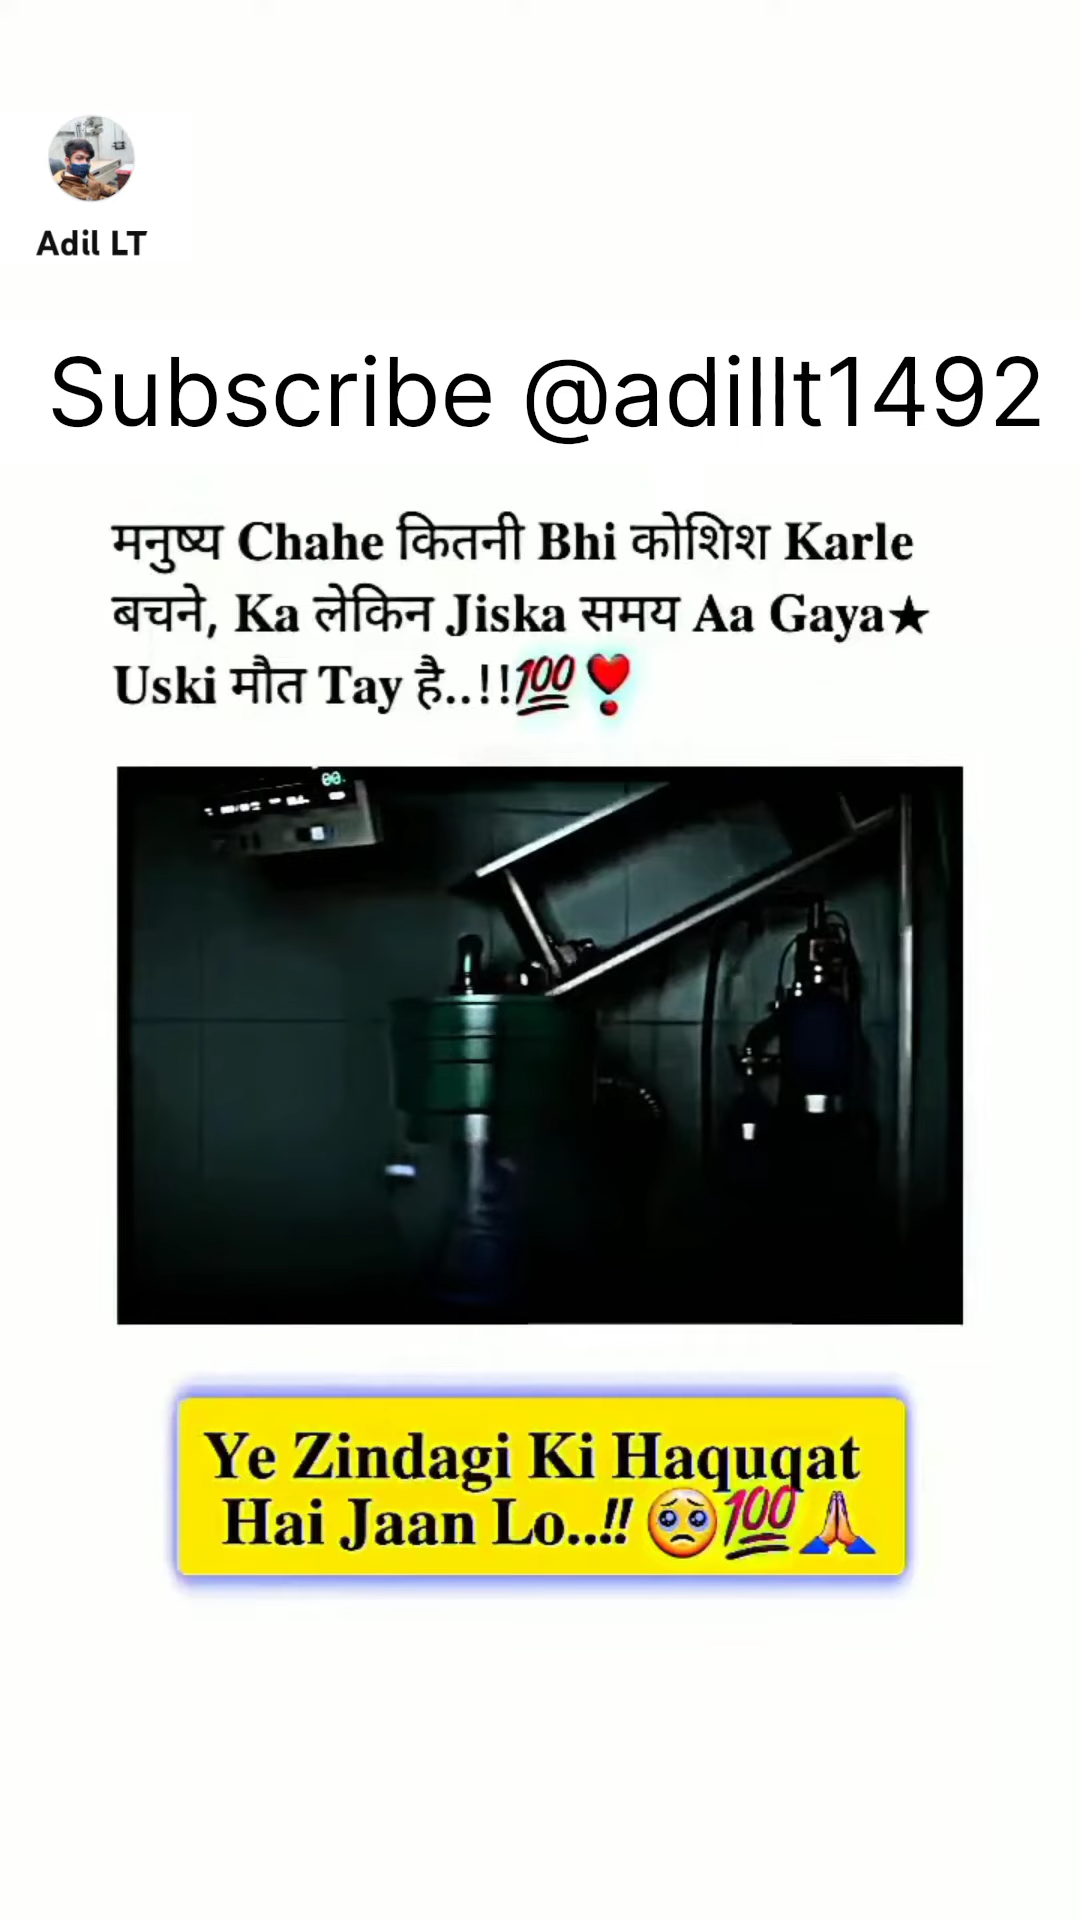 Adil LT
Subscribe @adillt1492
मनुष्य Chahe कितनी Bhi कोशिश Karle
बचने, Ka लेकिन Jiska समय Aa Gaya★
Uski मौत Tay है..!!💯❣️
00.
Ye Zindagi Ki Haquqat
Hai Jaan Lo..!! 🥺💯🙏